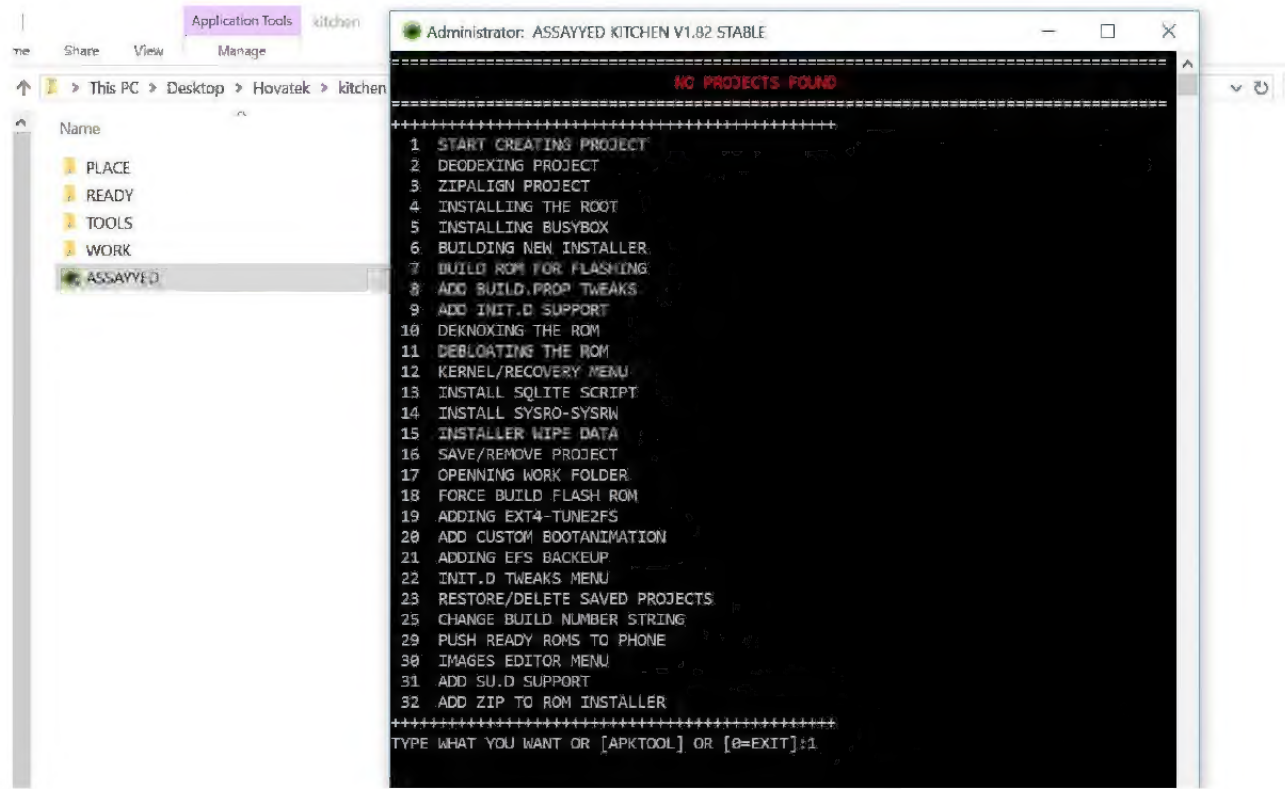 Application Tools kitchen
me Share View Manage
This PC > Desktop > Hovatek > kitchen
Name
PLACE
READY
TOOLS
WORK
ASSAYYED
Administrator: ASSAYYED KITCHEN V1.82 STABLE
================================================================================
NO PROJECTS FOUND
================================================================================
++++++++++++++++++++++++++++++++++++++++++++++
1 START CREATING PROJECT
2 DEODEXING PROJECT
3 ZIPALIGN PROJECT
4 INSTALLING THE ROOT
5 INSTALLING BUSYBOX
6 BUILDING NEW INSTALLER
7 BUILD ROM FOR FLASHING
8 ADD BUILD.PROP TWEAKS
9 ADD INIT.D SUPPORT
10 DEKNOXING THE ROM
11 DEBLOATING THE ROM
12 KERNEL/RECOVERY MENU
13 INSTALL SQLITE SCRIPT
14 INSTALL SYSRO-SYSRW
15 INSTALLER WIPE DATA
16 SAVE/REMOVE PROJECT
17 OPENNING WORK FOLDER
18 FORCE BUILD FLASH ROM
19 ADDING EXT4-TUNE2FS
20 ADD CUSTOM BOOTANIMATION
21 ADDING EFS BACKEUP
22 INIT.D TWEAKS MENU
23 RESTORE/DELETE SAVED PROJECTS
25 CHANGE BUILD NUMBER STRING
29 PUSH READY ROMS TO PHONE
30 IMAGES EDITOR MENU
31 ADD SU.D SUPPORT
32 ADD ZIP TO ROM INSTALLER
++++++++++++++++++++++++++++++++++++++++++++++
TYPE WHAT YOU WANT OR [APKTOOL] OR [0=EXIT]:1